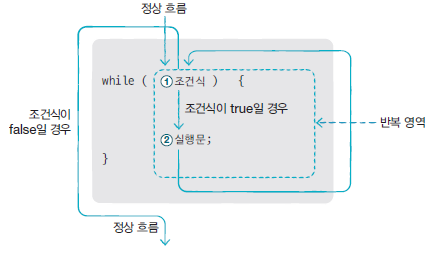 정상 흐름
while ( ①조건식 ) {
조건식이 true일 경우
조건식이
false일 경우
반복 영역
②실행문;
}
정상 흐름